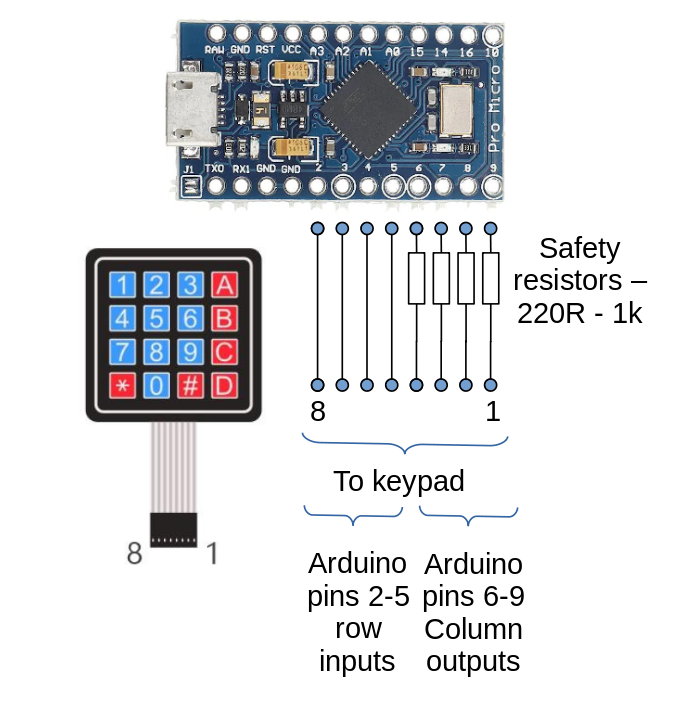 RAW GND RST VCC A3 A2 A1 A0 15 14 16 10
Pro Micro
J1 TX0 RX1 GND GND 2 3 4 5 6 7 8 9
Safety
resistors –
220R - 1k
1 2 3 A
4 5 6 B
7 8 9 C
* 0 # D
8 1
8 1
To keypad
Arduino
pins 2-5
row
inputs
Arduino
pins 6-9
Column
outputs